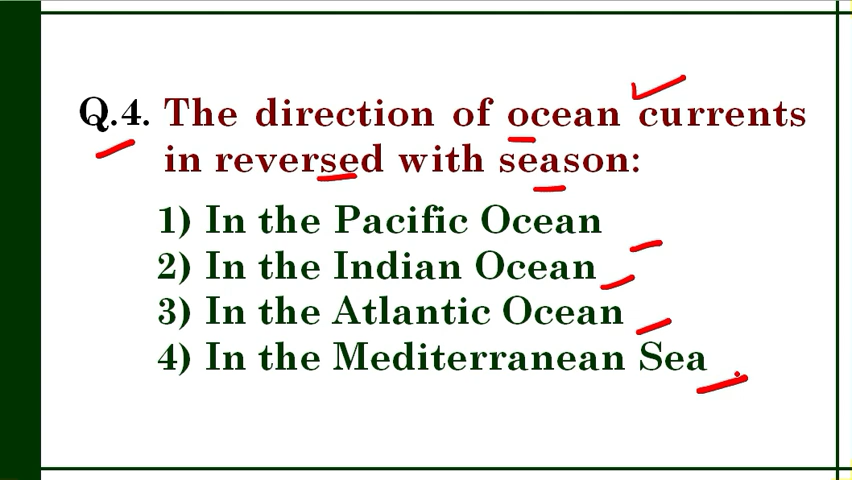 Q.4. The direction of ocean currents
in reversed with season:
1) In the Pacific Ocean
2) In the Indian Ocean
3) In the Atlantic Ocean
4) In the Mediterranean Sea